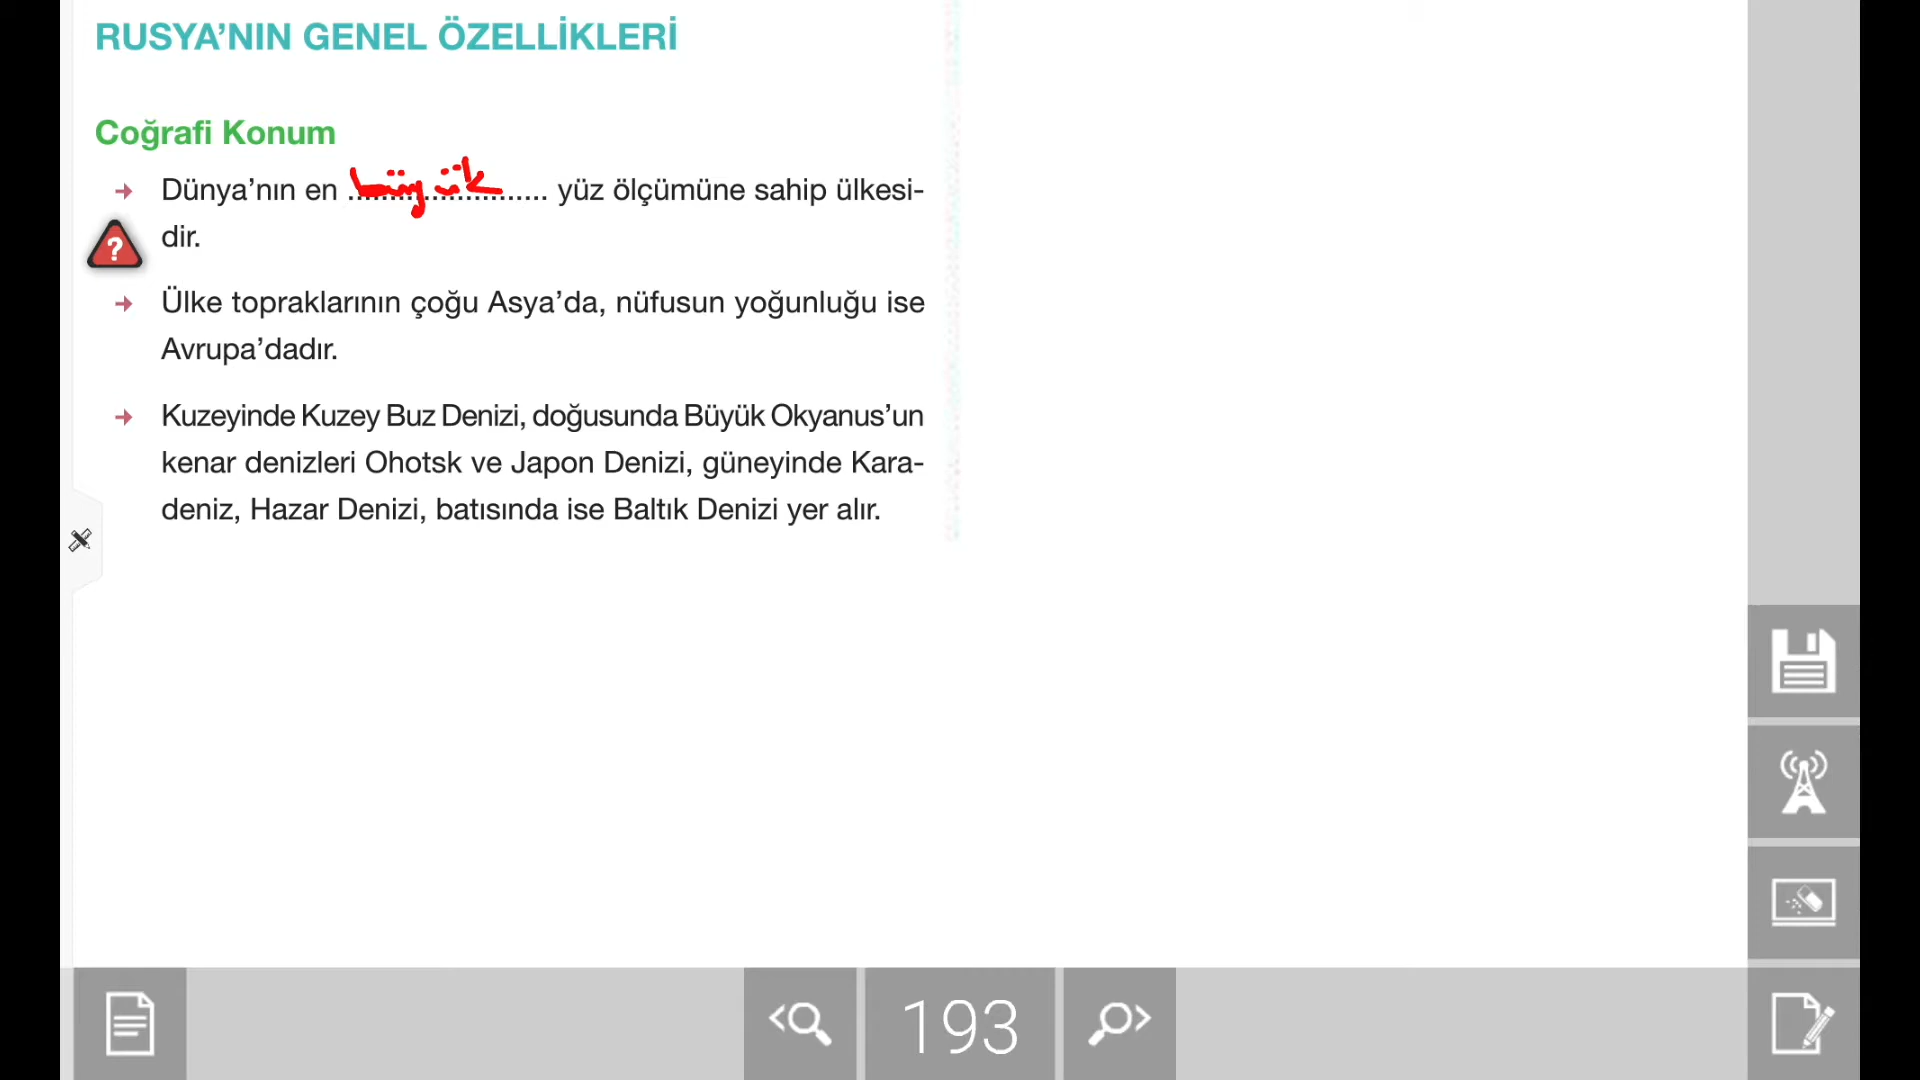 RUSYA'NIN GENEL ÖZELLİKLERİ
Coğrafi Konum
→ Dünya'nın en büyük ........................ yüz ölçümüne sahip ülkesi-
dir.
?
→ Ülke topraklarının çoğu Asya'da, nüfusun yoğunluğu ise
Avrupa'dadır.
→ Kuzeyinde Kuzey Buz Denizi, doğusunda Büyük Okyanus'un
kenar denizleri Ohotsk ve Japon Denizi, güneyinde Kara-
deniz, Hazar Denizi, batısında ise Baltık Denizi yer alır.
193